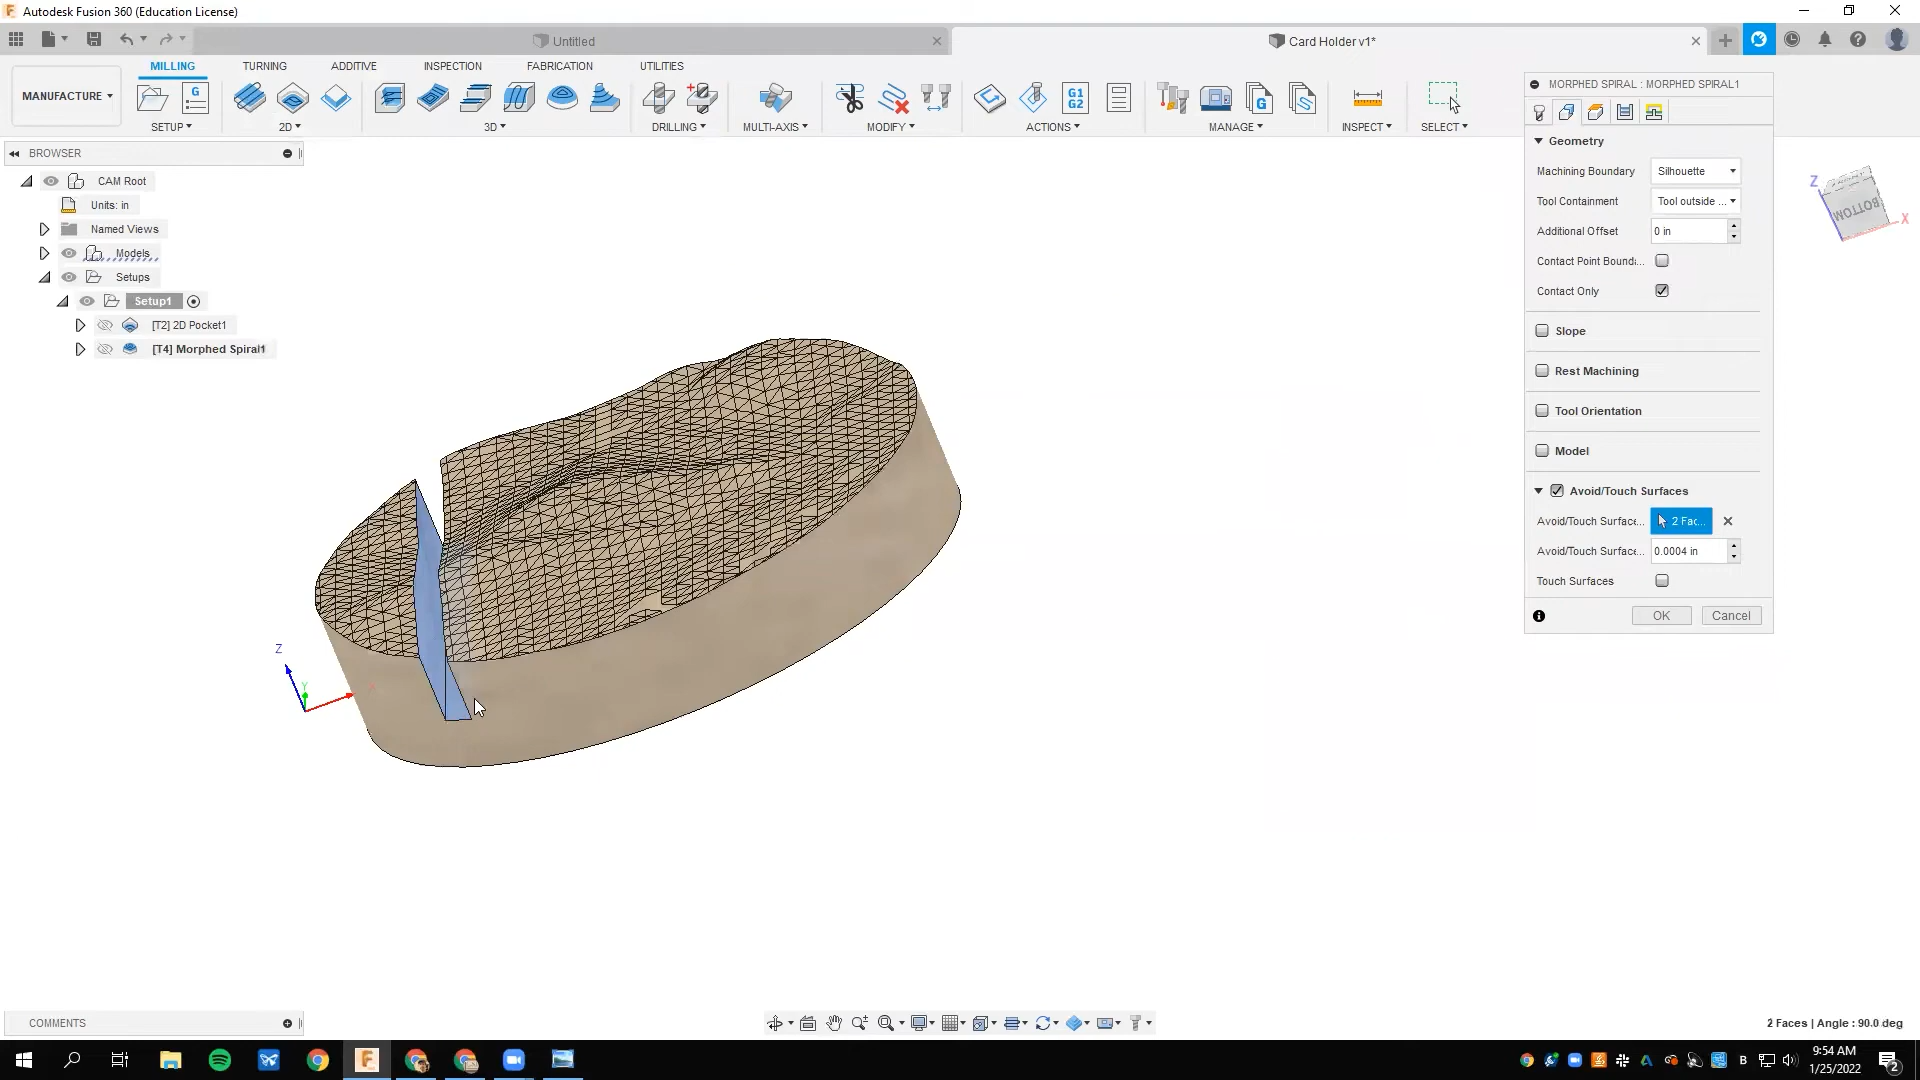 Autodesk Fusion 360 (Education License)
Untitled
Card Holder v1*
MANUFACTURE
MILLING
TURNING
ADDITIVE
INSPECTION
FABRICATION
UTILITIES
SETUP
2D
3D
DRILLING
MULTI-AXIS
MODIFY
ACTIONS
MANAGE
INSPECT
SELECT
G
G1
G2
G
BROWSER
CAM Root
Units: in
Named Views
Models
Setups
Setup1
[T2] 2D Pocket1
[T4] Morphed Spiral1
MORPHED SPIRAL : MORPHED SPIRAL1
Geometry
Machining Boundary Silhouette
Tool Containment Tool outside ...
Additional Offset 0 in
Contact Point Bound...
Contact Only
Slope
Rest Machining
Tool Orientation
Model
Avoid/Touch Surfaces
Avoid/Touch Surface... 2 Fac...
Avoid/Touch Surface... 0.0004 in
Touch Surfaces
OK Cancel
Z
BOTTOM
X
Z
Y
COMMENTS
2 Faces | Angle : 90.0 deg
9:54 AM
1/25/2022
2